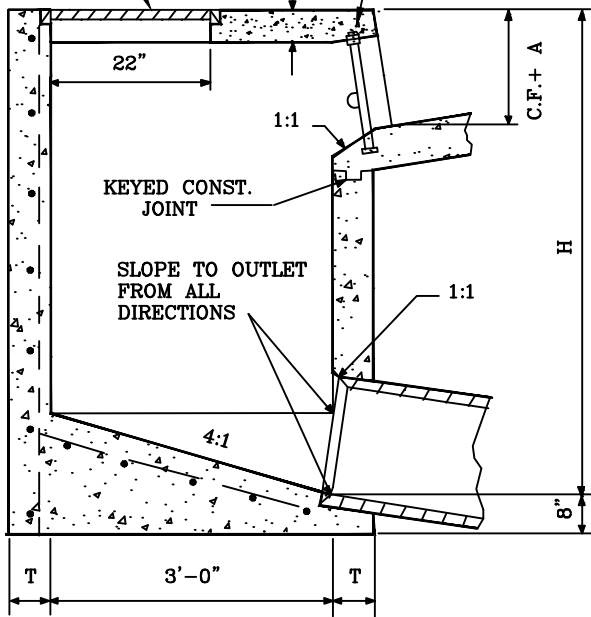 22"
C.F.+ A
1:1
KEYED CONST.
JOINT
H
SLOPE TO OUTLET
FROM ALL
DIRECTIONS
1:1
4:1
8"
T
3'-0"
T